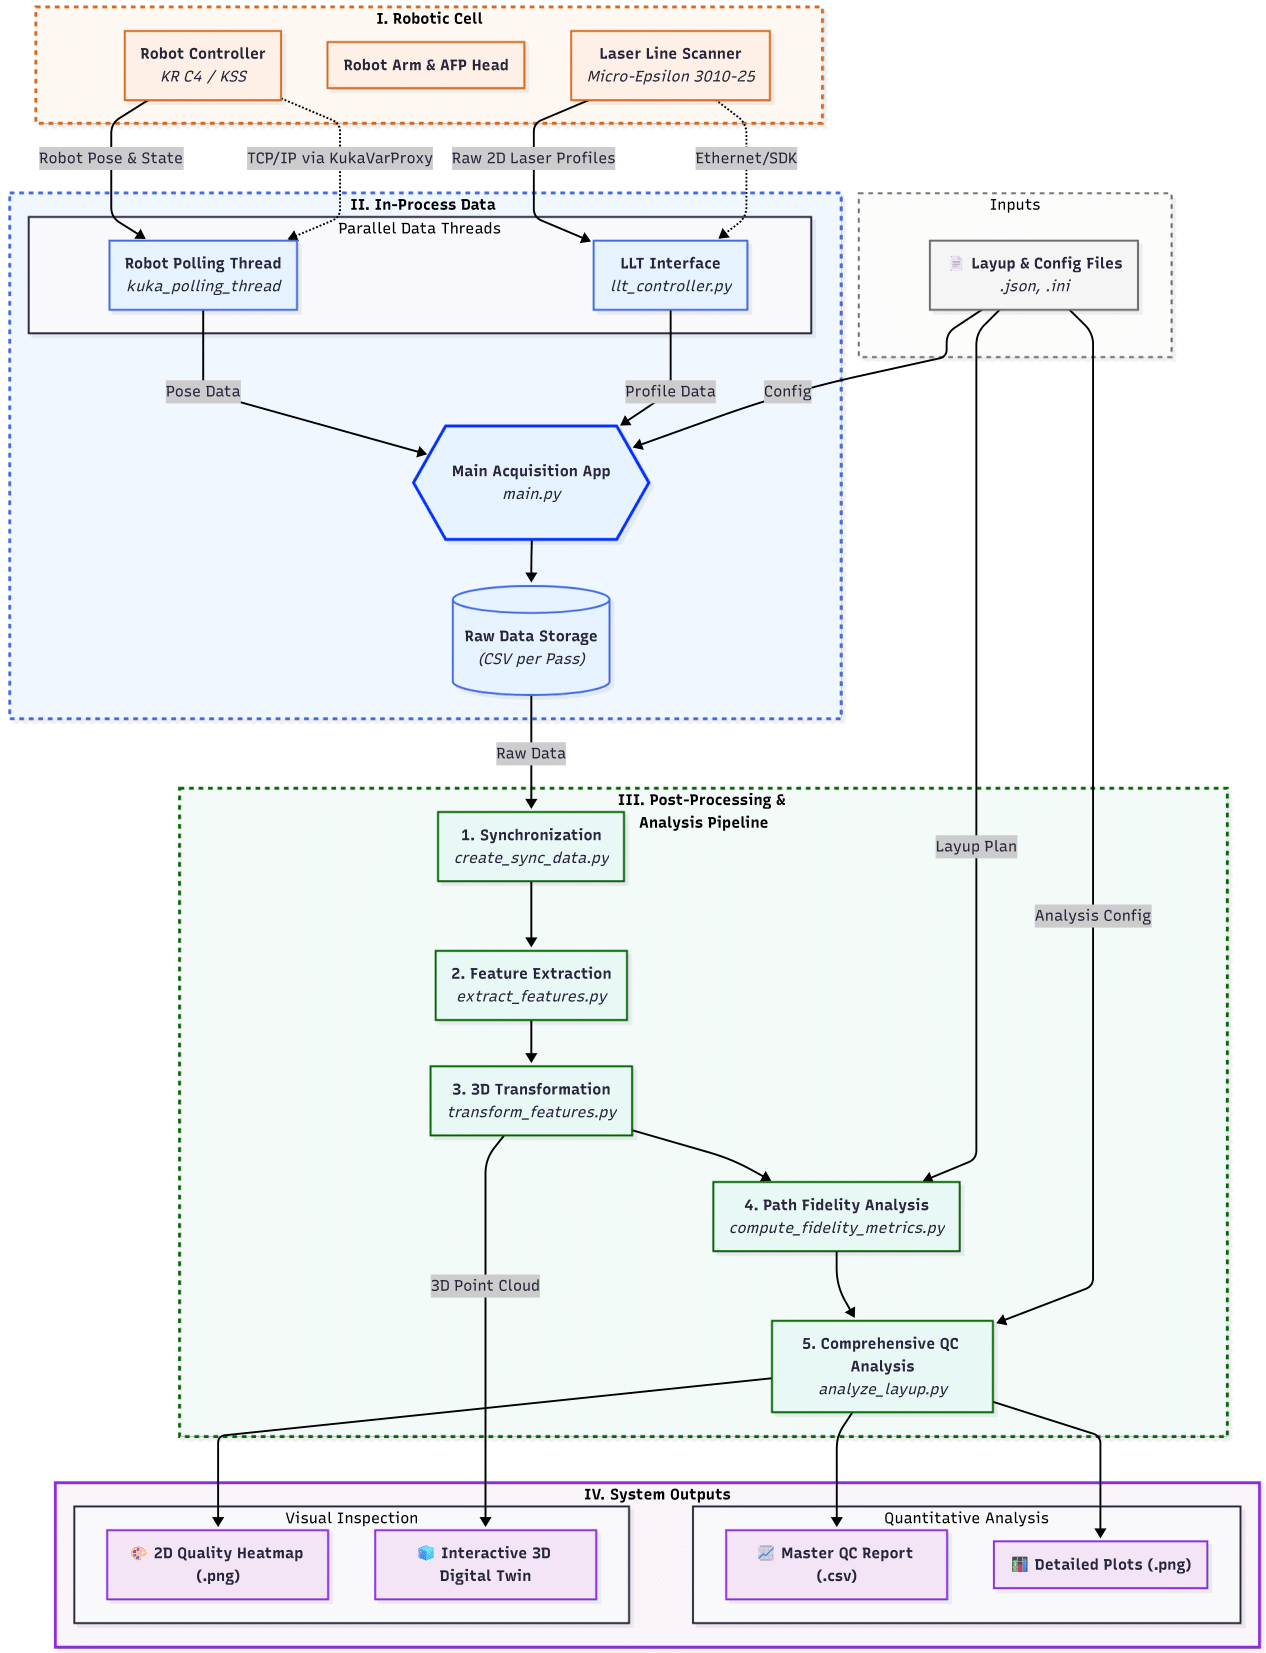 I. Robotic Cell
Robot Controller
KR C4 / KSS
Robot Arm & AFP Head
Laser Line Scanner
Micro-Epsilon 3010-25
Robot Pose & State
TCP/IP via KukaVarProxy
Raw 2D Laser Profiles
Ethernet/SDK
II. In-Process Data
Parallel Data Threads
Robot Polling Thread
kuka_polling_thread
LLT Interface
llt_controller.py
Inputs
Layup & Config Files
.json, .ini
Pose Data
Profile Data
Config
Main Acquisition App
main.py
Raw Data Storage
(CSV per Pass)
Raw Data
III. Post-Processing &
Analysis Pipeline
1. Synchronization
create_sync_data.py
Layup Plan
Analysis Config
2. Feature Extraction
extract_features.py
3. 3D Transformation
transform_features.py
4. Path Fidelity Analysis
compute_fidelity_metrics.py
3D Point Cloud
5. Comprehensive QC
Analysis
analyze_layup.py
IV. System Outputs
Visual Inspection
2D Quality Heatmap
(.png)
Interactive 3D
Digital Twin
Quantitative Analysis
Master QC Report
(.csv)
Detailed Plots (.png)